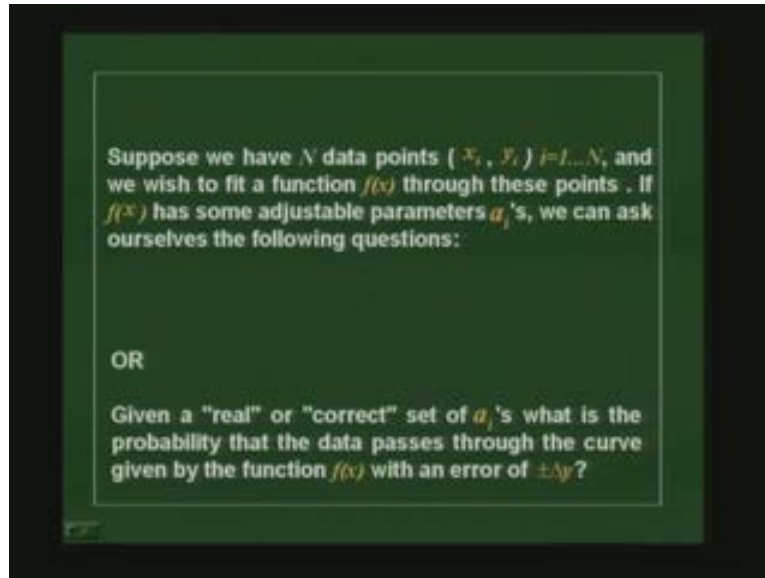 Suppose we have N data points ( xᵢ , yᵢ ) i=1...N, and
we wish to fit a function f(x) through these points . If
f(x) has some adjustable parameters aⱼ's, we can ask
ourselves the following questions:
OR
Given a "real" or "correct" set of aⱼ's what is the
probability that the data passes through the curve
given by the function f(x) with an error of ±Δy?